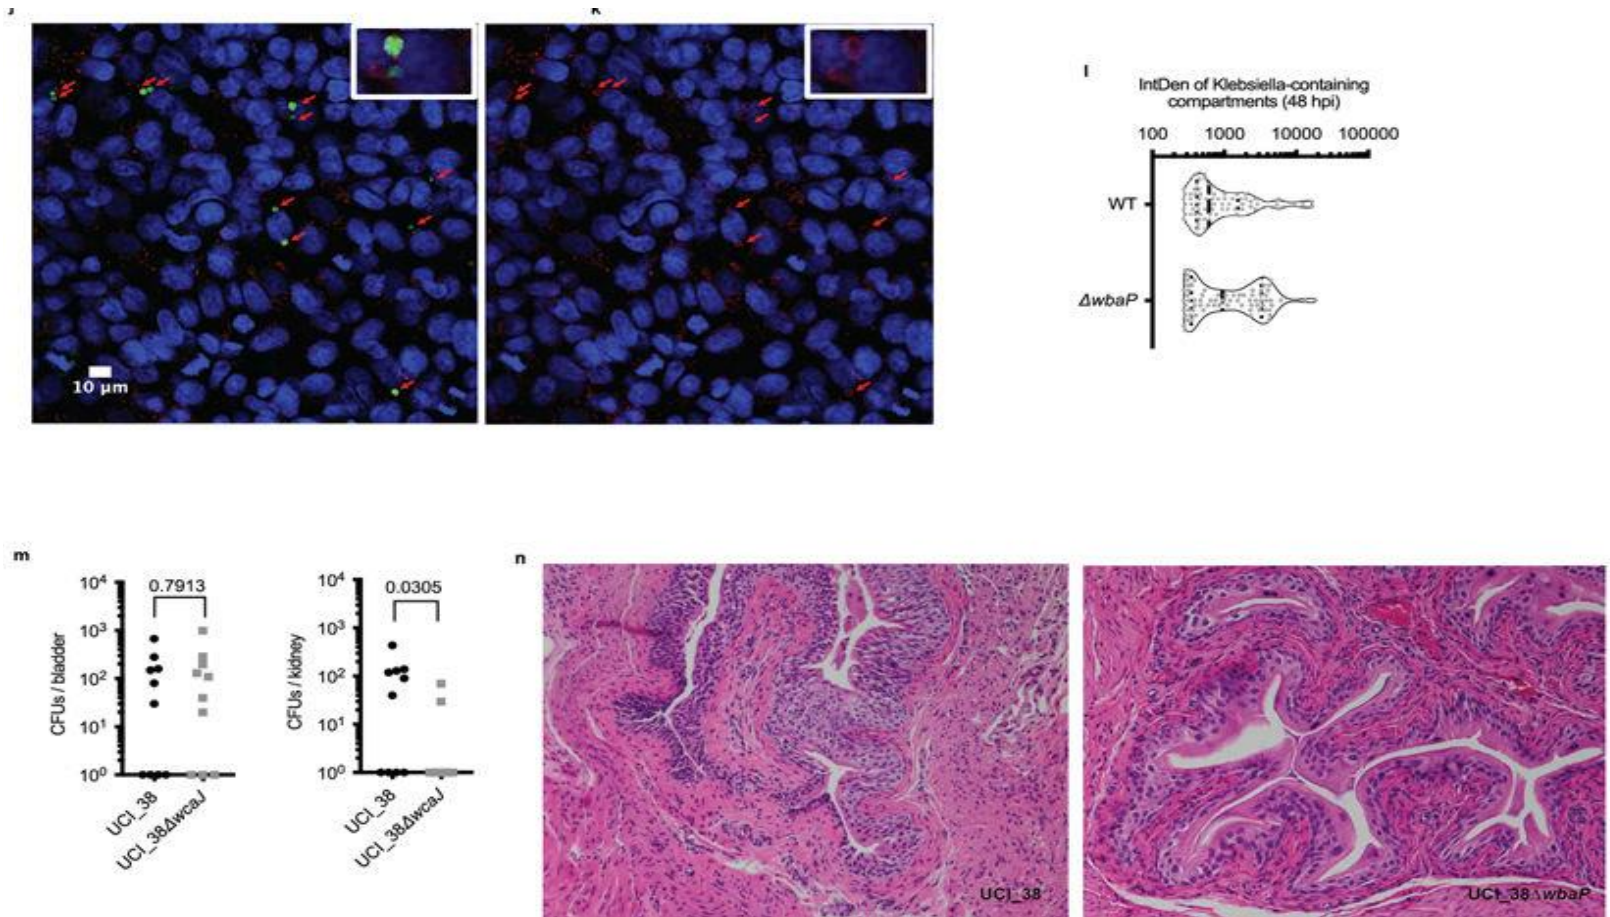 l
IntDen of Klebsiella-containing
compartments (48 hpi)
100 1000 10000 100000
WT
ΔwbaP
10 μm
m
10⁴
10³
10²
10¹
10⁰
CFUs / bladder
0.7913
UCI_38
UCI_38ΔwcaJ
10⁴
10³
10²
10¹
10⁰
CFUs / kidney
0.0305
UCI_38
UCI_38ΔwcaJ
n
UCI_38
UCI_38ΔwbaP